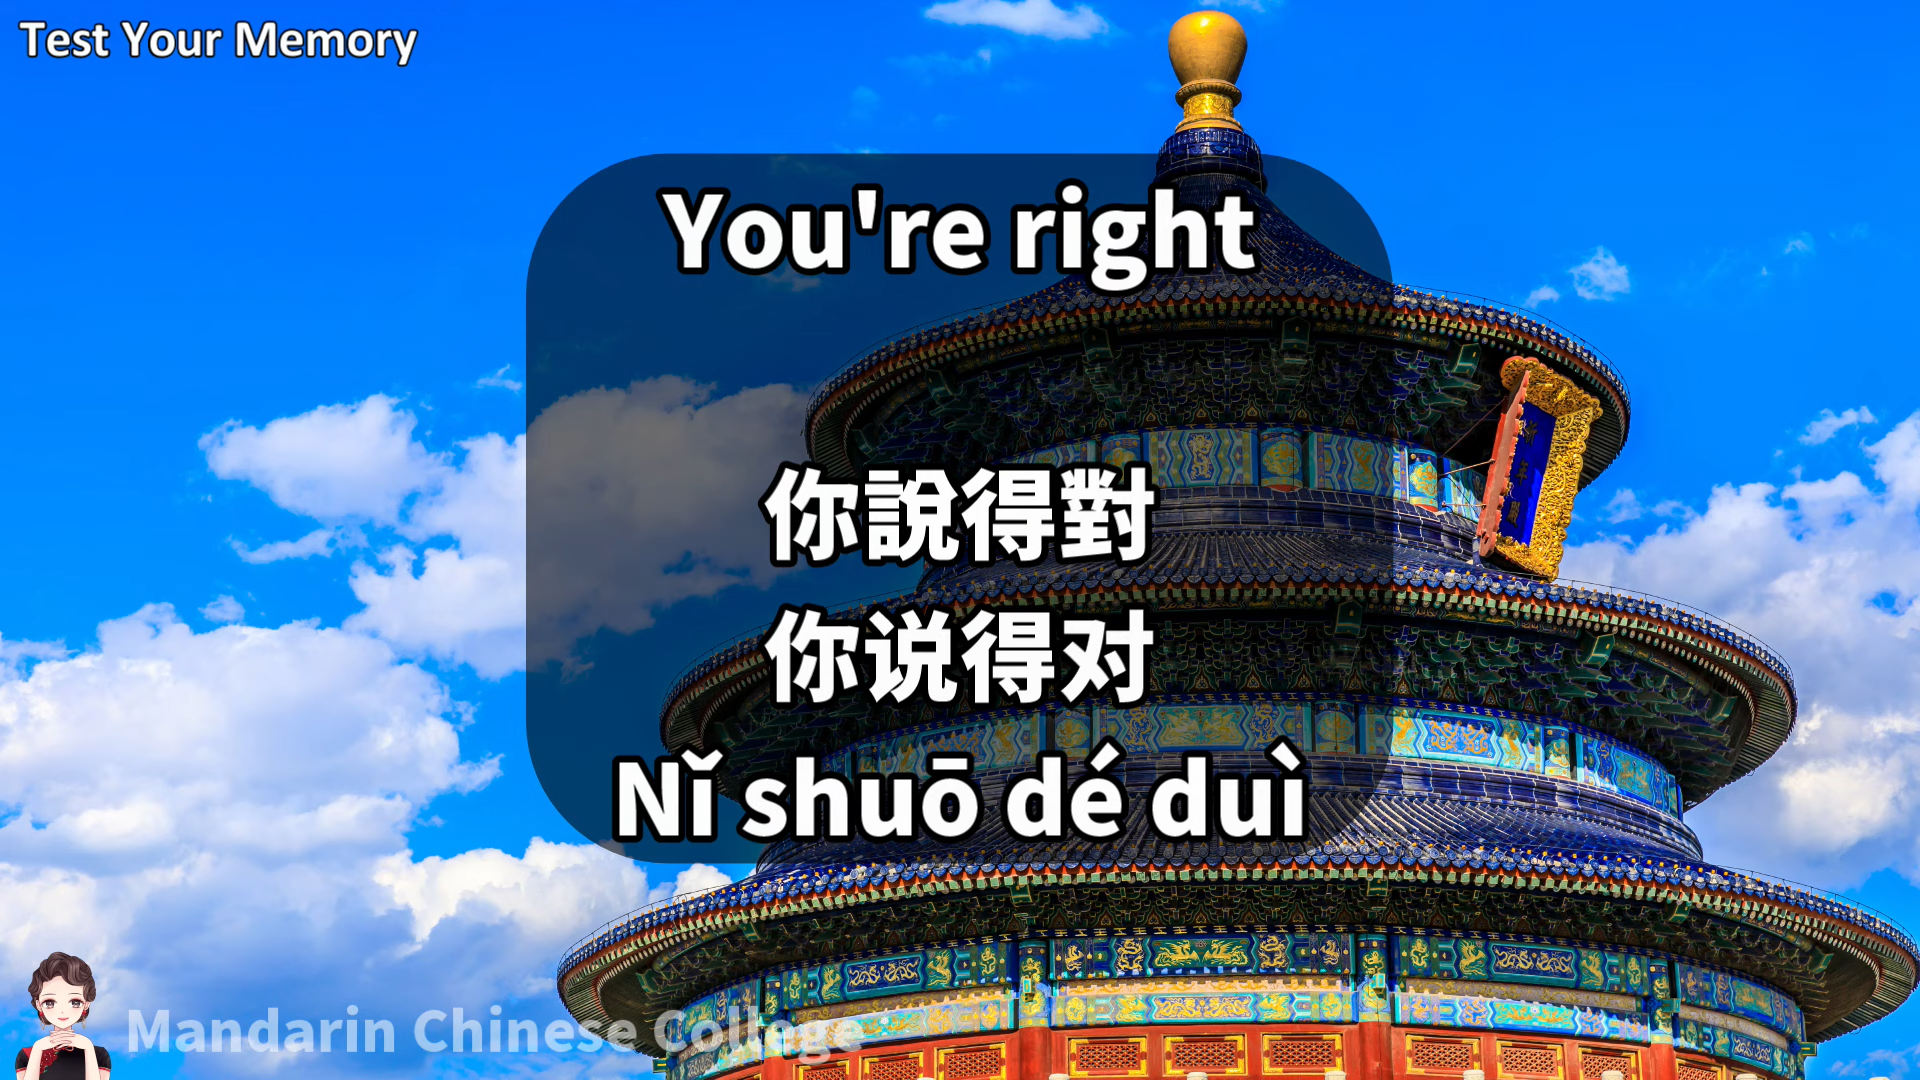 Test Your Memory
You're right
你說得對
你说得对
Nǐ shuō dé duì
Mandarin Chinese College